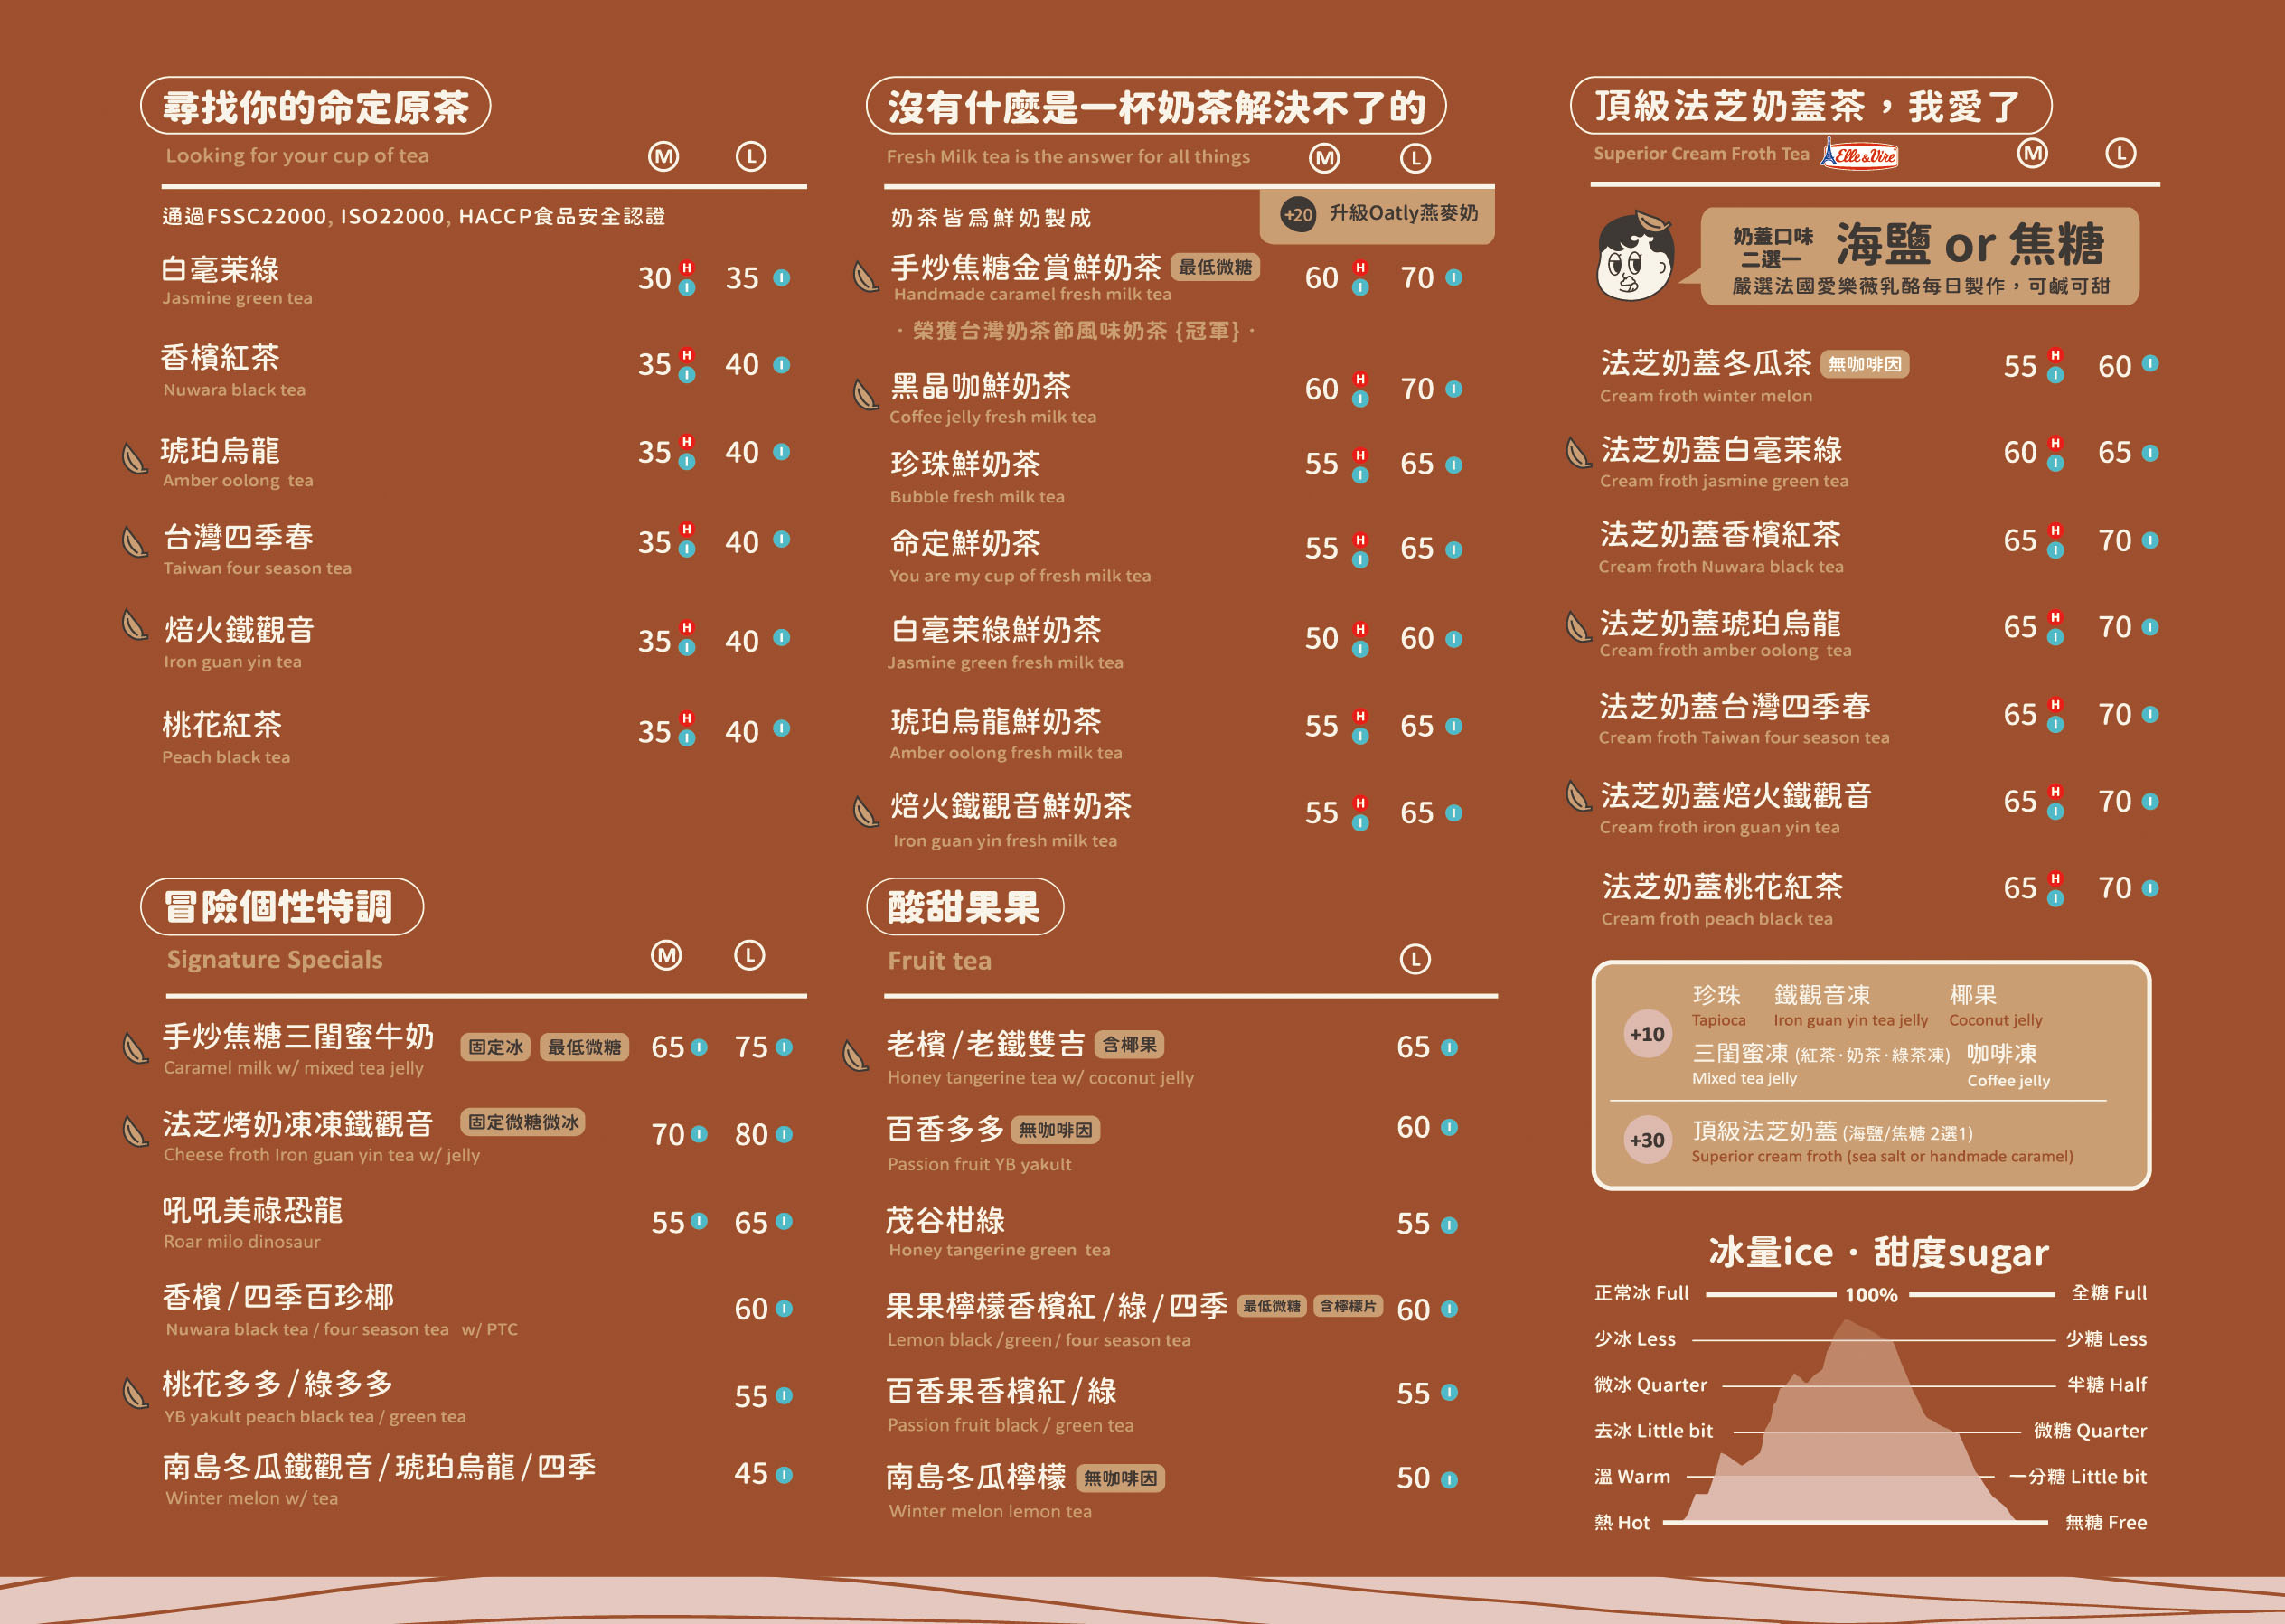 尋找你的命定原茶
Looking for your cup of tea M L
通過FSSC22000, ISO22000, HACCP食品安全認證
白毫茉綠 30 H I 35 I
Jasmine green tea
香檳紅茶 35 H I 40 I
Nuwara black tea
琥珀烏龍 35 H I 40 I
Amber oolong tea
台灣四季春 35 H I 40 I
Taiwan four season tea
焙火鐵觀音 35 H I 40 I
Iron guan yin tea
桃花紅茶 35 H I 40 I
Peach black tea
冒險個性特調
Signature Specials M L
手炒焦糖三閨蜜牛奶 固定冰 最低微糖 65 I 75 I
Caramel milk w/ mixed tea jelly
法芝烤奶凍凍鐵觀音 固定微糖微冰 70 I 80 I
Cheese froth Iron guan yin tea w/ jelly
吼吼美祿恐龍 55 I 65 I
Roar milo dinosaur
香檳/四季百珍椰 60 I
Nuwara black tea / four season tea w/ PTC
桃花多多/綠多多 55 I
YB yakult peach black tea / green tea
南島冬瓜鐵觀音/琥珀烏龍/四季 45 I
Winter melon w/ tea
沒有什麼是一杯奶茶解決不了的
Fresh Milk tea is the answer for all things M L
奶茶皆為鮮奶製成 +20 升級Oatly燕麥奶
手炒焦糖金賞鮮奶茶 最低微糖 60 H I 70 I
Handmade caramel fresh milk tea
·榮獲台灣奶茶節風味奶茶 {冠軍}·
黑晶咖鮮奶茶 60 H I 70 I
Coffee jelly fresh milk tea
珍珠鮮奶茶 55 H I 65 I
Bubble fresh milk tea
命定鮮奶茶 55 H I 65 I
You are my cup of fresh milk tea
白毫茉綠鮮奶茶 50 H I 60 I
Jasmine green fresh milk tea
琥珀烏龍鮮奶茶 55 H I 65 I
Amber oolong fresh milk tea
焙火鐵觀音鮮奶茶 55 H I 65 I
Iron guan yin fresh milk tea
酸甜果果
Fruit tea L
老檳/老鐵雙吉 含椰果 65 I
Honey tangerine tea w/ coconut jelly
百香多多 無咖啡因 60 I
Passion fruit YB yakult
茂谷柑綠 55 I
Honey tangerine green tea
果果檸檬香檳紅/綠/四季 最低微糖 含檸檬片 60 I
Lemon black /green / four season tea
百香果香檳紅/綠 55 I
Passion fruit black / green tea
南島冬瓜檸檬 無咖啡因 50 I
Winter melon lemon tea
頂級法芝奶蓋茶，我愛了
Superior Cream Froth Tea Elle & Vire M L
奶蓋口味
二選一 海鹽 or 焦糖
嚴選法國愛樂薇乳酪每日製作，可鹹可甜
法芝奶蓋冬瓜茶 無咖啡因 55 H I 60 I
Cream froth winter melon
法芝奶蓋白毫茉綠 60 H I 65 I
Cream froth jasmine green tea
法芝奶蓋香檳紅茶 65 H I 70 I
Cream froth Nuwara black tea
法芝奶蓋琥珀烏龍 65 H I 70 I
Cream froth amber oolong tea
法芝奶蓋台灣四季春 65 H I 70 I
Cream froth Taiwan four season tea
法芝奶蓋焙火鐵觀音 65 H I 70 I
Cream froth iron guan yin tea
法芝奶蓋桃花紅茶 65 H I 70 I
Cream froth peach black tea
+10 珍珠 鐵觀音凍 椰果
Tapioca Iron guan yin tea jelly Coconut jelly
三閨蜜凍 (紅茶·奶茶·綠茶凍) 咖啡凍
Mixed tea jelly Coffee jelly
+30 頂級法芝奶蓋 (海鹽/焦糖 2選1)
Superior cream froth (sea salt or handmade caramel)
冰量ice · 甜度sugar
正常冰 Full 100% 全糖 Full
少冰 Less 少糖 Less
微冰 Quarter 半糖 Half
去冰 Little bit 微糖 Quarter
溫 Warm 一分糖 Little bit
熱 Hot 無糖 Free